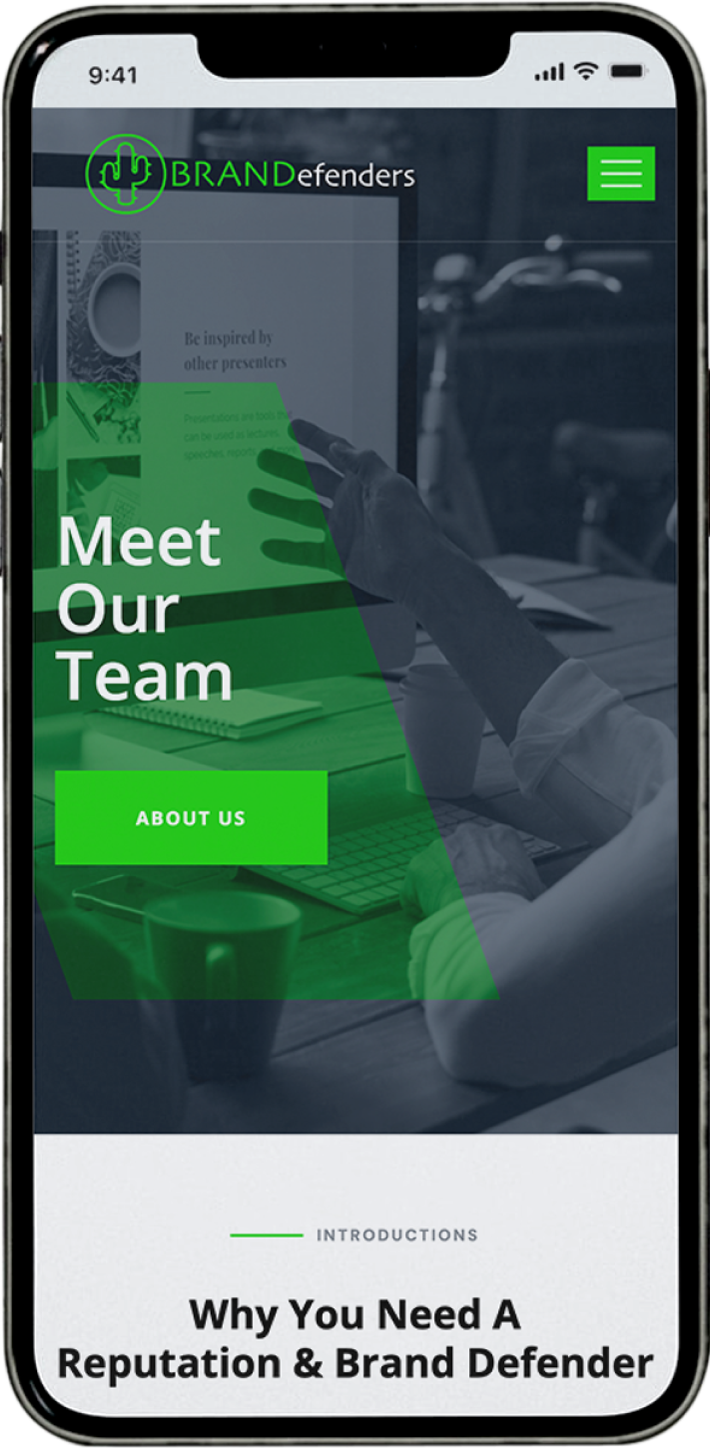 9:41
BRANDefenders
Be inspired by
other presenters
Presentations are tools that
can be used as lectures,
speeches, reports,
Meet
Our
Team
ABOUT US
INTRODUCTIONS
Why You Need A
Reputation & Brand Defender